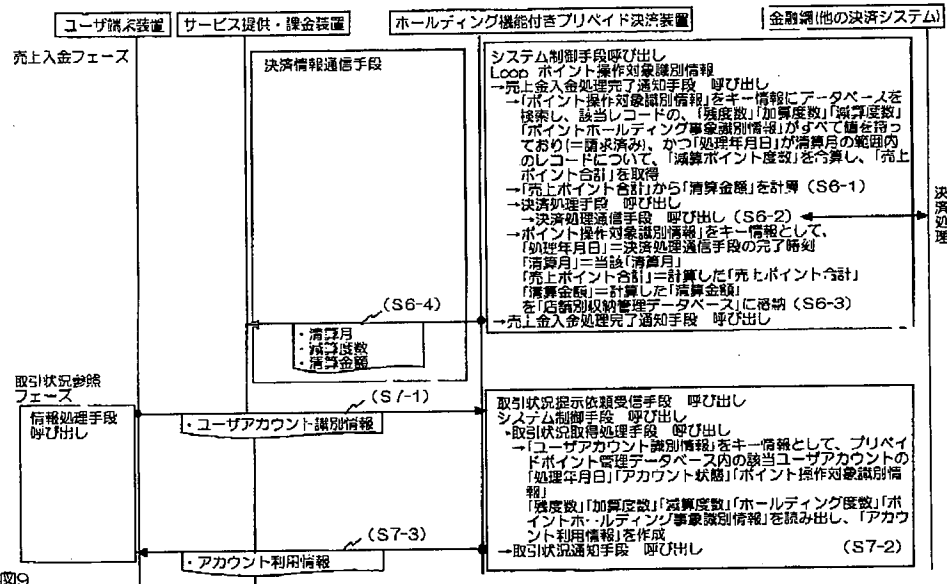 ユーザ端末装置
サービス提供・課金装置
ホールディング機能付きプリペイド決済装置
金融網(他の決済システム)
売上入金フェーズ
決済情報通信手段
システム制御手段呼び出し
Loop ポイント操作対象識別情報
→売上金入金処理完了通知手段 呼び出し
→「ポイント操作対象識別情報」をキー情報にデータベースを
検索し、該当レコードの、「残度数」「加算度数」「減算度数」
「ポイントホールディング事象識別情報」がすべて値を持っ
ており(=請求済み)、かつ「処理年月日」が清算月の範囲内
のレコードについて、「減算ポイント度数」を合算し、「売上
ポイント合計」を取得
→「売上ポイント合計」から「清算金額」を計算 (S6-1)
→決済処理手段 呼び出し
→決済処理通信手段 呼び出し (S6-2)
→ポイント操作対象識別情報」をキー情報として、
「処理年月日」=決済処理通信手段の完了時刻
「清算月」=当該「清算月」
「売上ポイント合計」=計算した「売上ポイント合計」
「清算金額」=計算した「清算金額」
を「店舗別収納管理データベース」に格納 (S6-3)
→売上金入金処理完了通知手段 呼び出し
決済処理
(S6-4)
・清算月
・減算度数
・清算金額
取引状況参照
フェーズ
情報処理手段
呼び出し
(S7-1)
・ユーザアカウント識別情報
取引状況提示依頼受信手段 呼び出し
システム制御手段 呼び出し
→取引状況取得処理手段 呼び出し
→「ユーザアカウント識別情報」をキー情報として、プリペイ
ドポイント管理データベース内の該当ユーザアカウントの
「処理年月日」「アカウント状態」「ポイント操作対象識別情
報」
「残度数」「加算度数」「減算度数」「ホールディング度数」「ポ
イントホールディング事象識別情報」を読み出し、「アカウ
ント利用情報」を作成
→取引状況通知手段 呼び出し (S7-2)
(S7-3)
・アカウント利用情報
図9